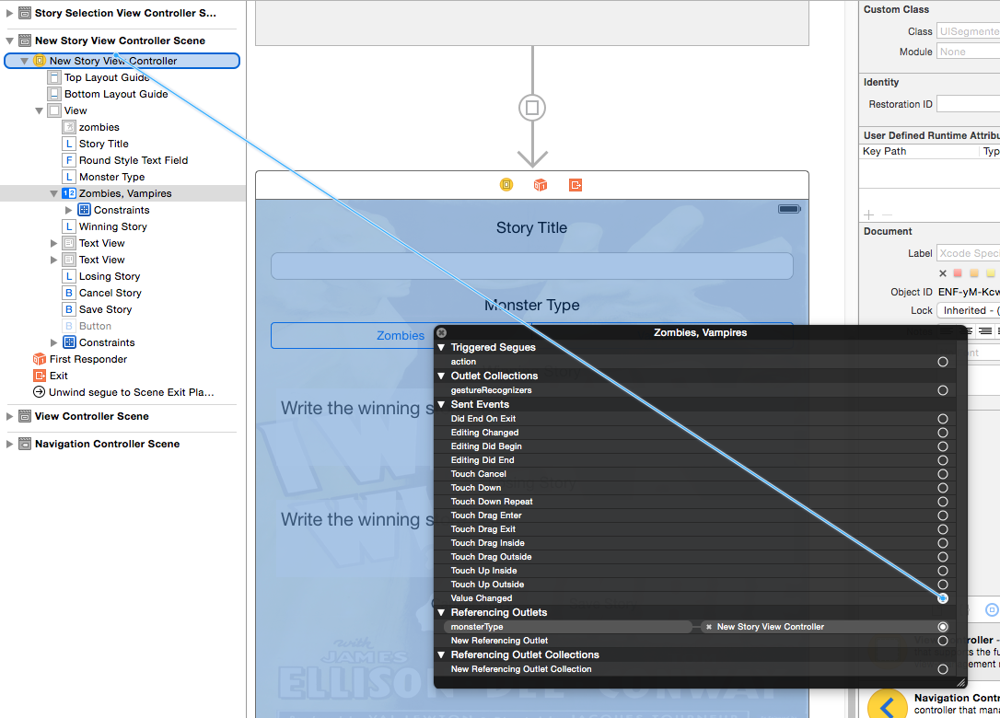 Story Selection View Controller S...
New Story View Controller Scene
New Story View Controller
Top Layout Guide
Bottom Layout Guide
View
zombies
Story Title
Round Style Text Field
Monster Type
Zombies, Vampires
Constraints
Winning Story
Text View
Text View
Losing Story
Cancel Story
Save Story
Button
Constraints
First Responder
Exit
Unwind segue to Scene Exit Pla...
View Controller Scene
Navigation Controller Scene
L
F
L
1 2
L
L
B
B
B
Story Title
Monster Type
Zombies
Write the winning s
Write the winning s
with
JAMES
ELLISON
Zombies, Vampires
Triggered Segues
action
Outlet Collections
gestureRecognizers
Sent Events
Did End On Exit
Editing Changed
Editing Did Begin
Editing Did End
Touch Cancel
Touch Down
Touch Down Repeat
Touch Drag Enter
Touch Drag Exit
Touch Drag Inside
Touch Drag Outside
Touch Up Inside
Touch Up Outside
Value Changed
Referencing Outlets
monsterType
New Story View Controller
New Referencing Outlet
Referencing Outlet Collections
New Referencing Outlet Collection
Custom Class
Class UISegmente
Module None
Identity
Restoration ID
User Defined Runtime Attribu
Key Path Typ
Document
Label Xcode Speci
Object ID ENF-yM-Kcw
Lock Inherited - (
Navigation Contr
controller that mana